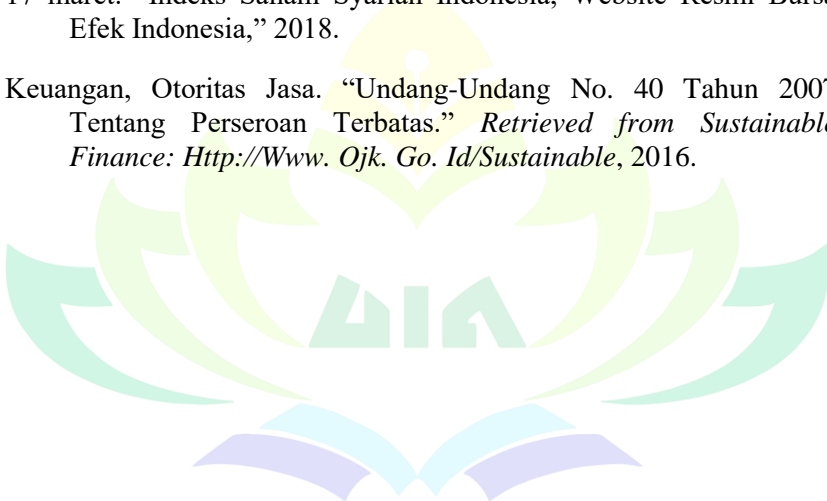 17 maret. “Indeks Saham Syariah Indonesia, Website Resmi Bursa
Efek Indonesia,” 2018.
Keuangan, Otoritas Jasa. “Undang-Undang No. 40 Tahun 2007
Tentang Perseroan Terbatas.” Retrieved from Sustainable
Finance: Http://Www. Ojk. Go. Id/Sustainable, 2016.
UIN